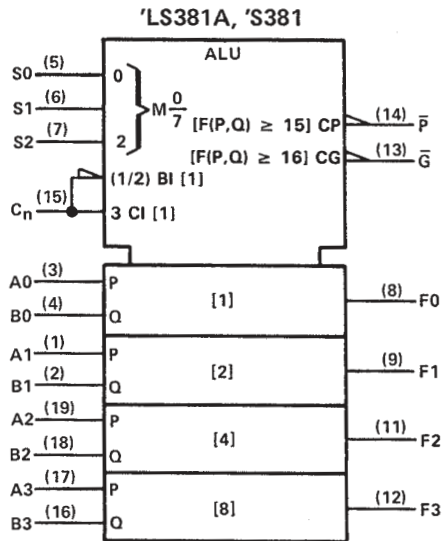 'LS381A, 'S381
ALU
S0 (5) 0
S1 (6) M 0/7
S2 (7) 2
[F(P,Q) ≥ 15] CP (14) P̅
[F(P,Q) ≥ 16] CG (13) G̅
(1/2) BI [1]
Cn (15) 3 CI [1]
A0 (3) P
[1] (8) F0
B0 (4) Q
A1 (1) P
[2] (9) F1
B1 (2) Q
A2 (19) P
[4] (11) F2
B2 (18) Q
A3 (17) P
[8] (12) F3
B3 (16) Q